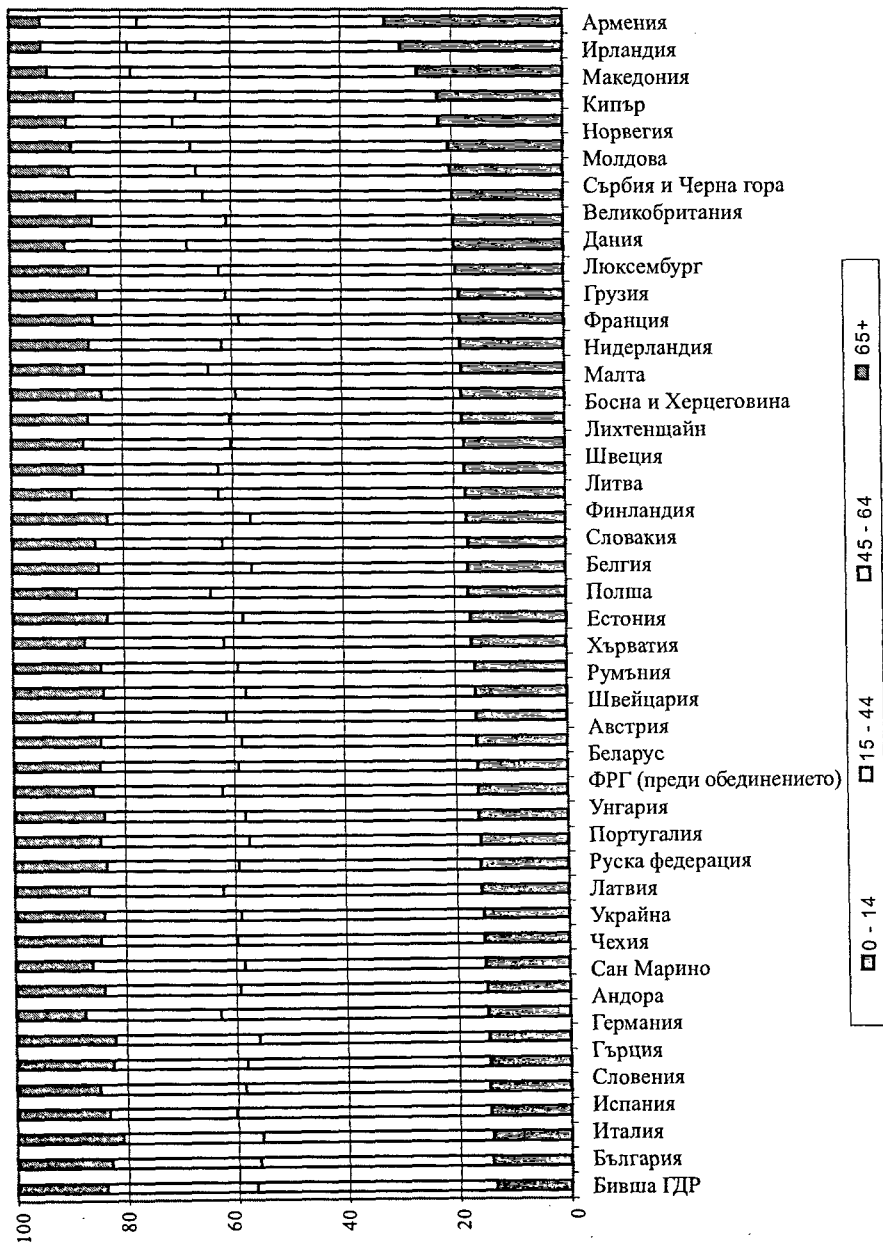 Армения
Ирландия
Македония
Кипър
Норвегия
Молдова
Сърбия и Черна гора
Великобритания
Дания
Люксембург
Грузия
Франция
Нидерландия
Малта
Босна и Херцеговина
Лихтенщайн
Швеция
Литва
Финландия
Словакия
Белгия
Полша
Естония
Хърватия
Румъния
Швейцария
Австрия
Беларус
ФРГ (преди обединението)
Унгария
Португалия
Руска федерация
Латвия
Украйна
Чехия
Сан Марино
Андора
Германия
Гърция
Словения
Испания
Италия
България
Бивша ГДР
100
80
60
40
20
0
0 - 14
15 - 44
45 - 64
65+